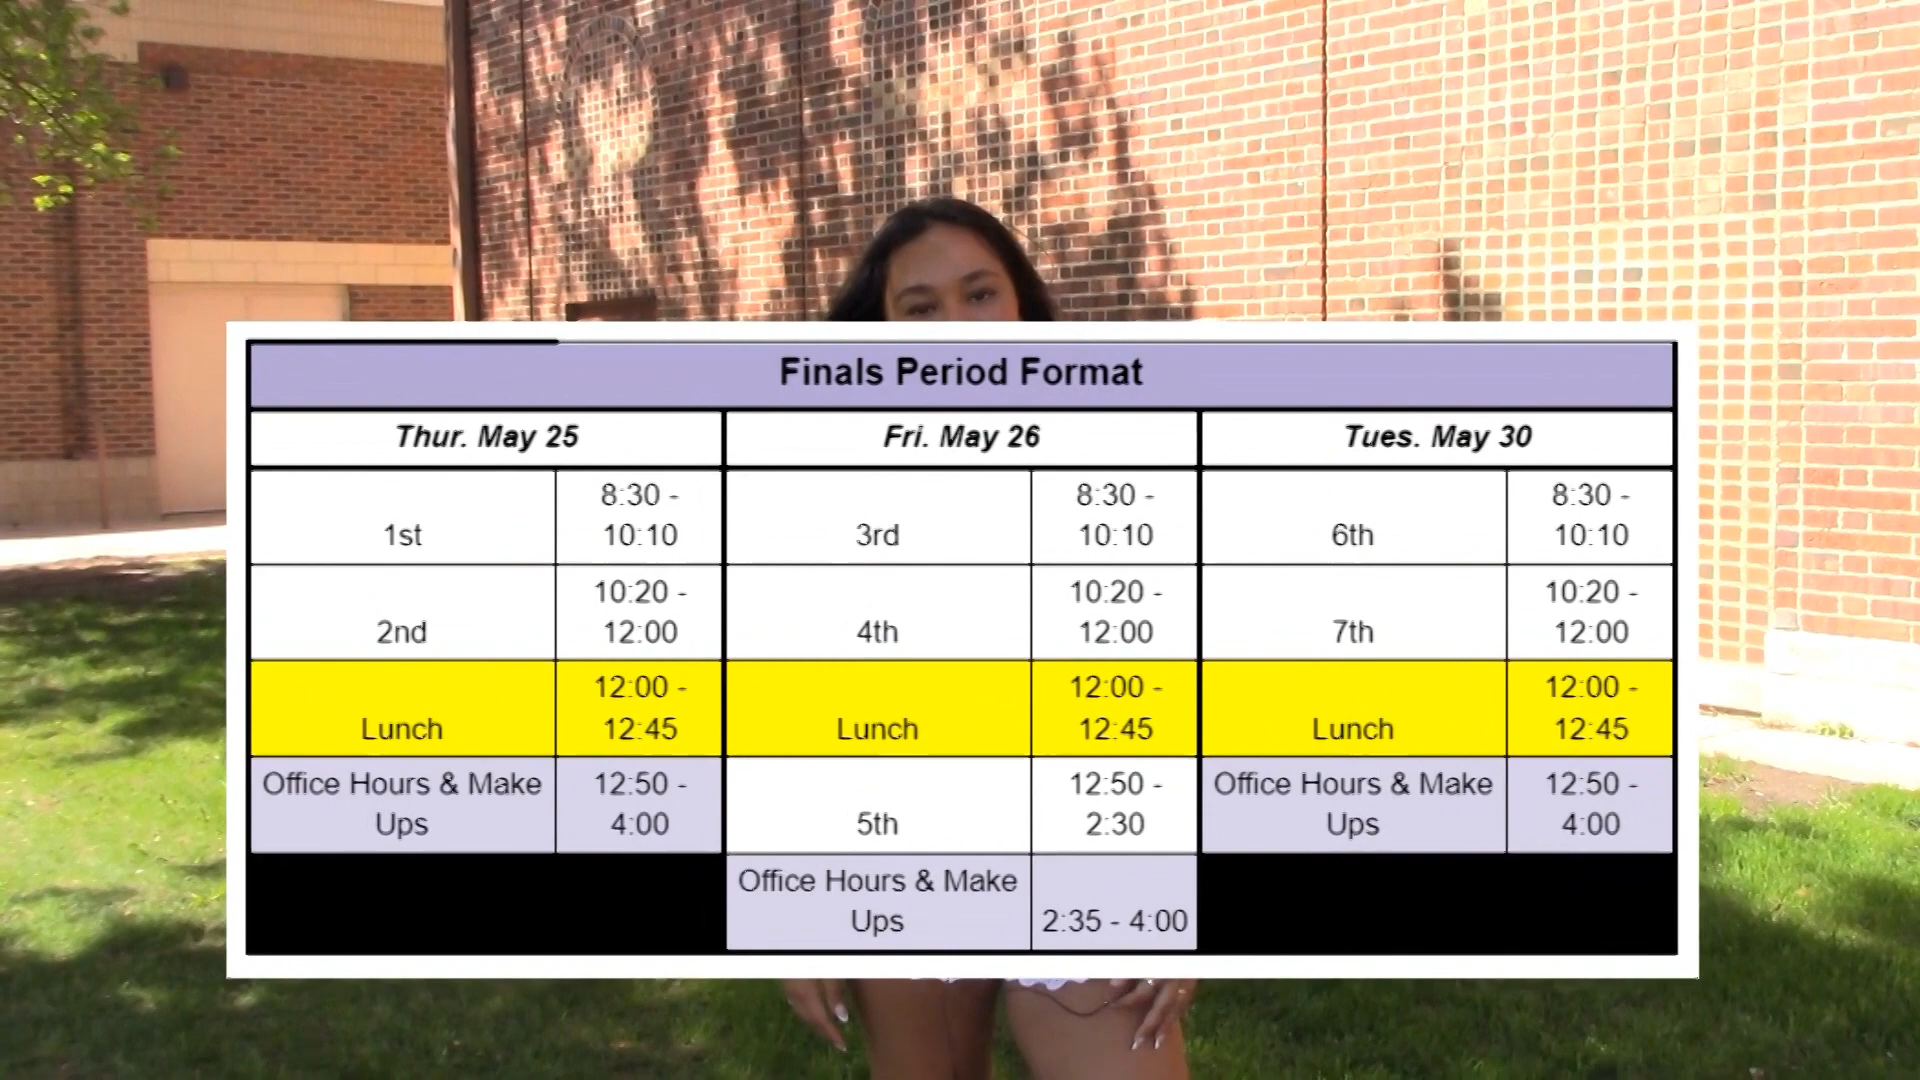 Finals Period Format
Thur. May 25
Fri. May 26
Tues. May 30
1st
8:30 -
10:10
3rd
8:30 -
10:10
6th
8:30 -
10:10
2nd
10:20 -
12:00
4th
10:20 -
12:00
7th
10:20 -
12:00
Lunch
12:00 -
12:45
Lunch
12:00 -
12:45
Lunch
12:00 -
12:45
Office Hours & Make
Ups
12:50 -
4:00
5th
12:50 -
2:30
Office Hours & Make
Ups
12:50 -
4:00
Office Hours & Make
Ups
2:35 - 4:00